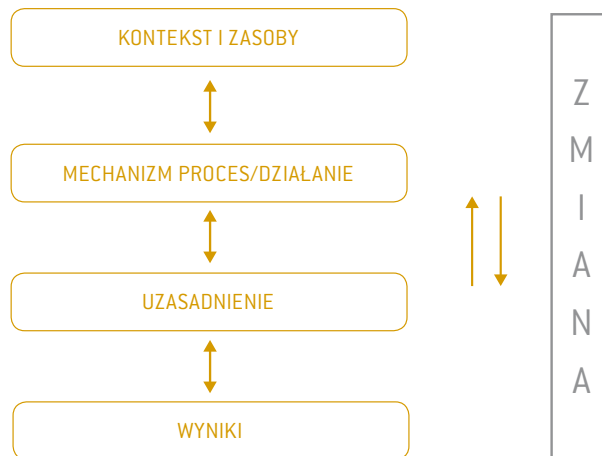 KONTEKST I ZASOBY
MECHANIZM PROCES/DZIAŁANIE
UZASADNIENIE
WYNIKI
Z
M
I
A
N
A